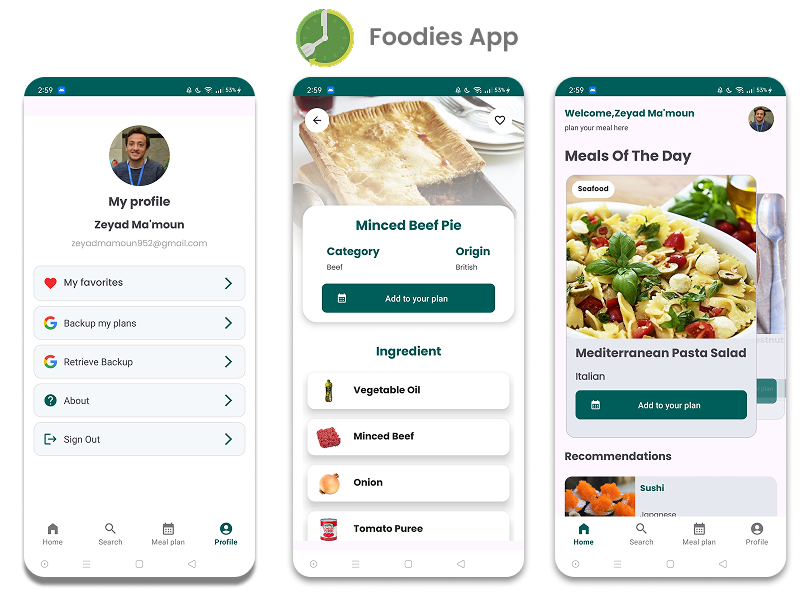 Foodies App
2:59
53%
My profile
Zeyad Ma'moun
zeyadmamoun952@gmail.com
My favorites
Backup my plans
Retrieve Backup
About
Sign Out
Home
Search
Meal plan
Profile
2:59
53%
Minced Beef Pie
Category
Origin
Beef
British
Add to your plan
Ingredient
Vegetable Oil
Minced Beef
Onion
Tomato Puree
2:59
53%
Welcome,Zeyad Ma'moun
plan your meal here
Meals Of The Day
Seafood
Mediterranean Pasta Salad
Italian
Add to your plan
Recommendations
Sushi
Japanese
Home
Search
Meal plan
Profile